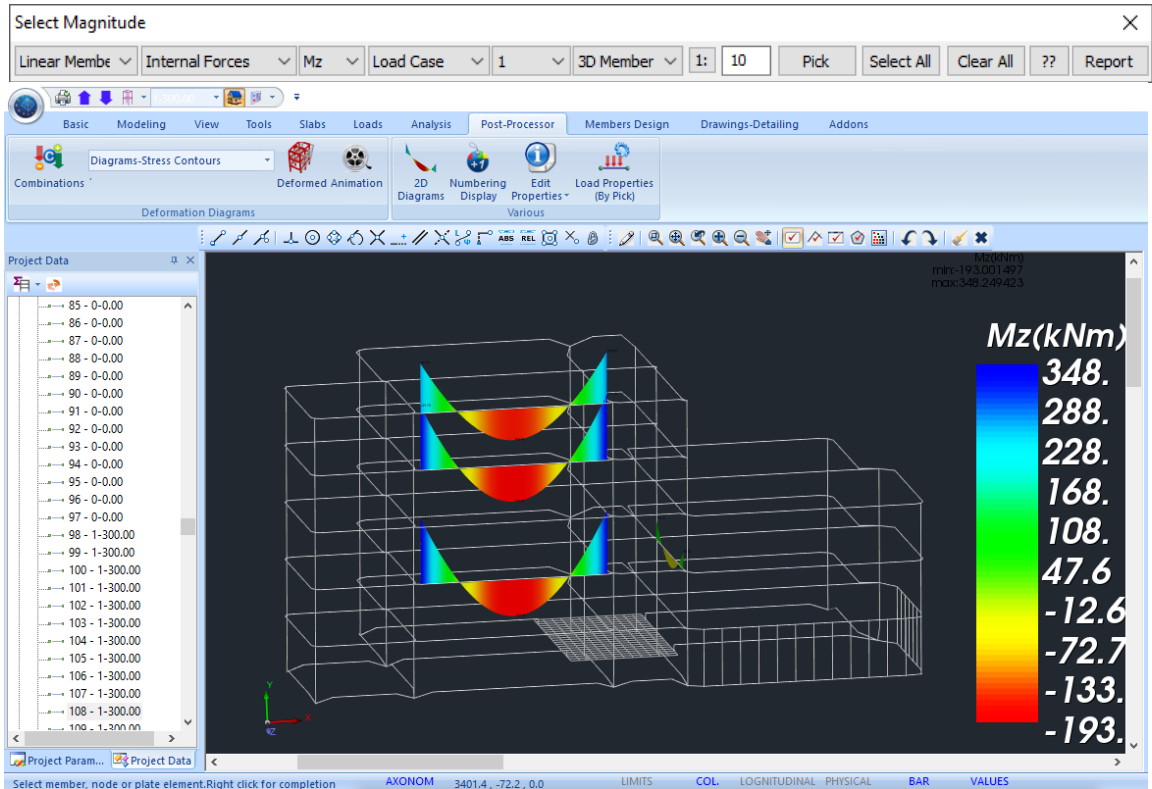 Select Magnitude
Linear Membe Internal Forces Mz Load Case 1 3D Member 1: 10 Pick Select All Clear All ?? Report
1-300.00
Basic Modeling View Tools Slabs Loads Analysis Post-Processor Members Design Drawings-Detailing Addons
Diagrams-Stress Contours
Combinations Deformed Animation 2D Diagrams Numbering Display Edit Properties Load Properties (By Pick)
Deformation Diagrams Various
ABS REL
Project Data
Mz(kNm)
min:-193.001497
max:348.249423
85 - 0-0.00
86 - 0-0.00
87 - 0-0.00
88 - 0-0.00
89 - 0-0.00
90 - 0-0.00
91 - 0-0.00
92 - 0-0.00
93 - 0-0.00
94 - 0-0.00
95 - 0-0.00
96 - 0-0.00
97 - 0-0.00
98 - 1-300.00
99 - 1-300.00
100 - 1-300.00
101 - 1-300.00
102 - 1-300.00
103 - 1-300.00
104 - 1-300.00
105 - 1-300.00
106 - 1-300.00
107 - 1-300.00
108 - 1-300.00
109 - 1-300.00
Mz(kNm)
348.
288.
228.
168.
108.
47.6
-12.6
-72.7
-133.
-193.
Y
X
Z
Project Param... Project Data
Select member, node or plate element.Right click for completion AXONOM 3401.4 , -72.2 , 0.0 LIMITS COL. LOGNITUDINAL PHYSICAL BAR VALUES